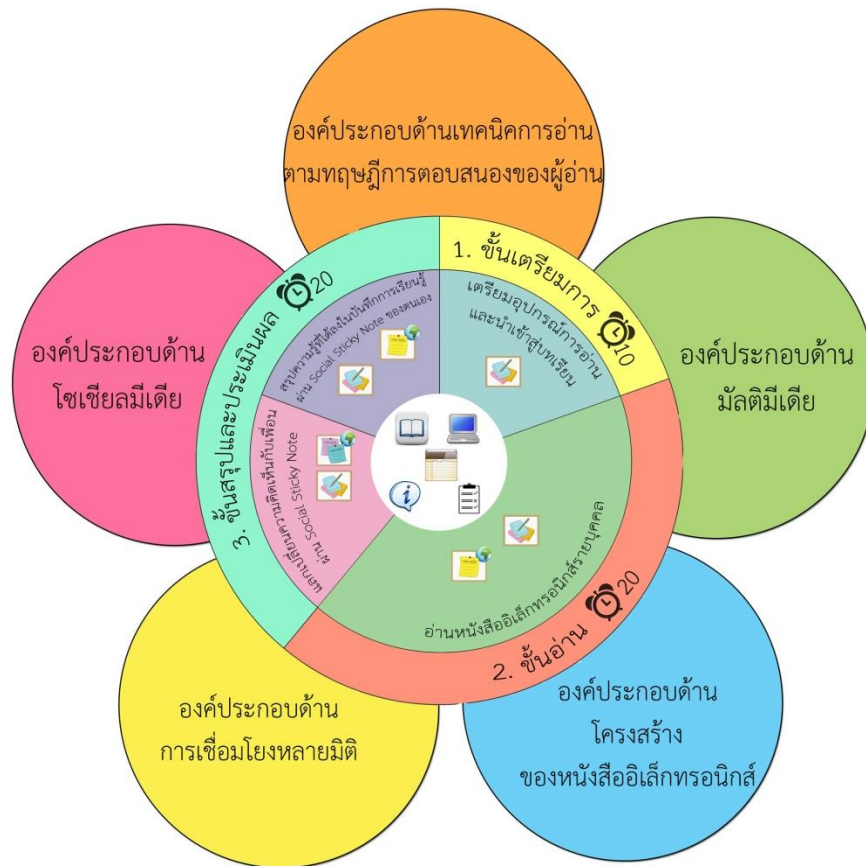 องค์ประกอบด้านเทคนิคการอ่าน
ตามทฤษฎีการตอบสนองของผู้อ่าน
องค์ประกอบด้าน
มัลติมีเดีย
องค์ประกอบด้าน
โครงสร้าง
ของหนังสืออิเล็กทรอนิกส์
องค์ประกอบด้าน
การเชื่อมโยงหลายมิติ
องค์ประกอบด้าน
โซเชียลมีเดีย
1. ขั้นเตรียมการ 10
เตรียมอุปกรณ์การอ่าน
และนำเข้าสู่บทเรียน
2. ขั้นอ่าน 20
อ่านหนังสืออิเล็กทรอนิกส์รายบุคคล
3. ขั้นสรุปและประเมินผล 20
แลกเปลี่ยนความคิดเห็นกับเพื่อน
ผ่าน Social Sticky Note
สรุปความรู้ที่ได้ลงในบันทึกการเรียนรู้
ผ่าน Social Sticky Note ของตนเอง